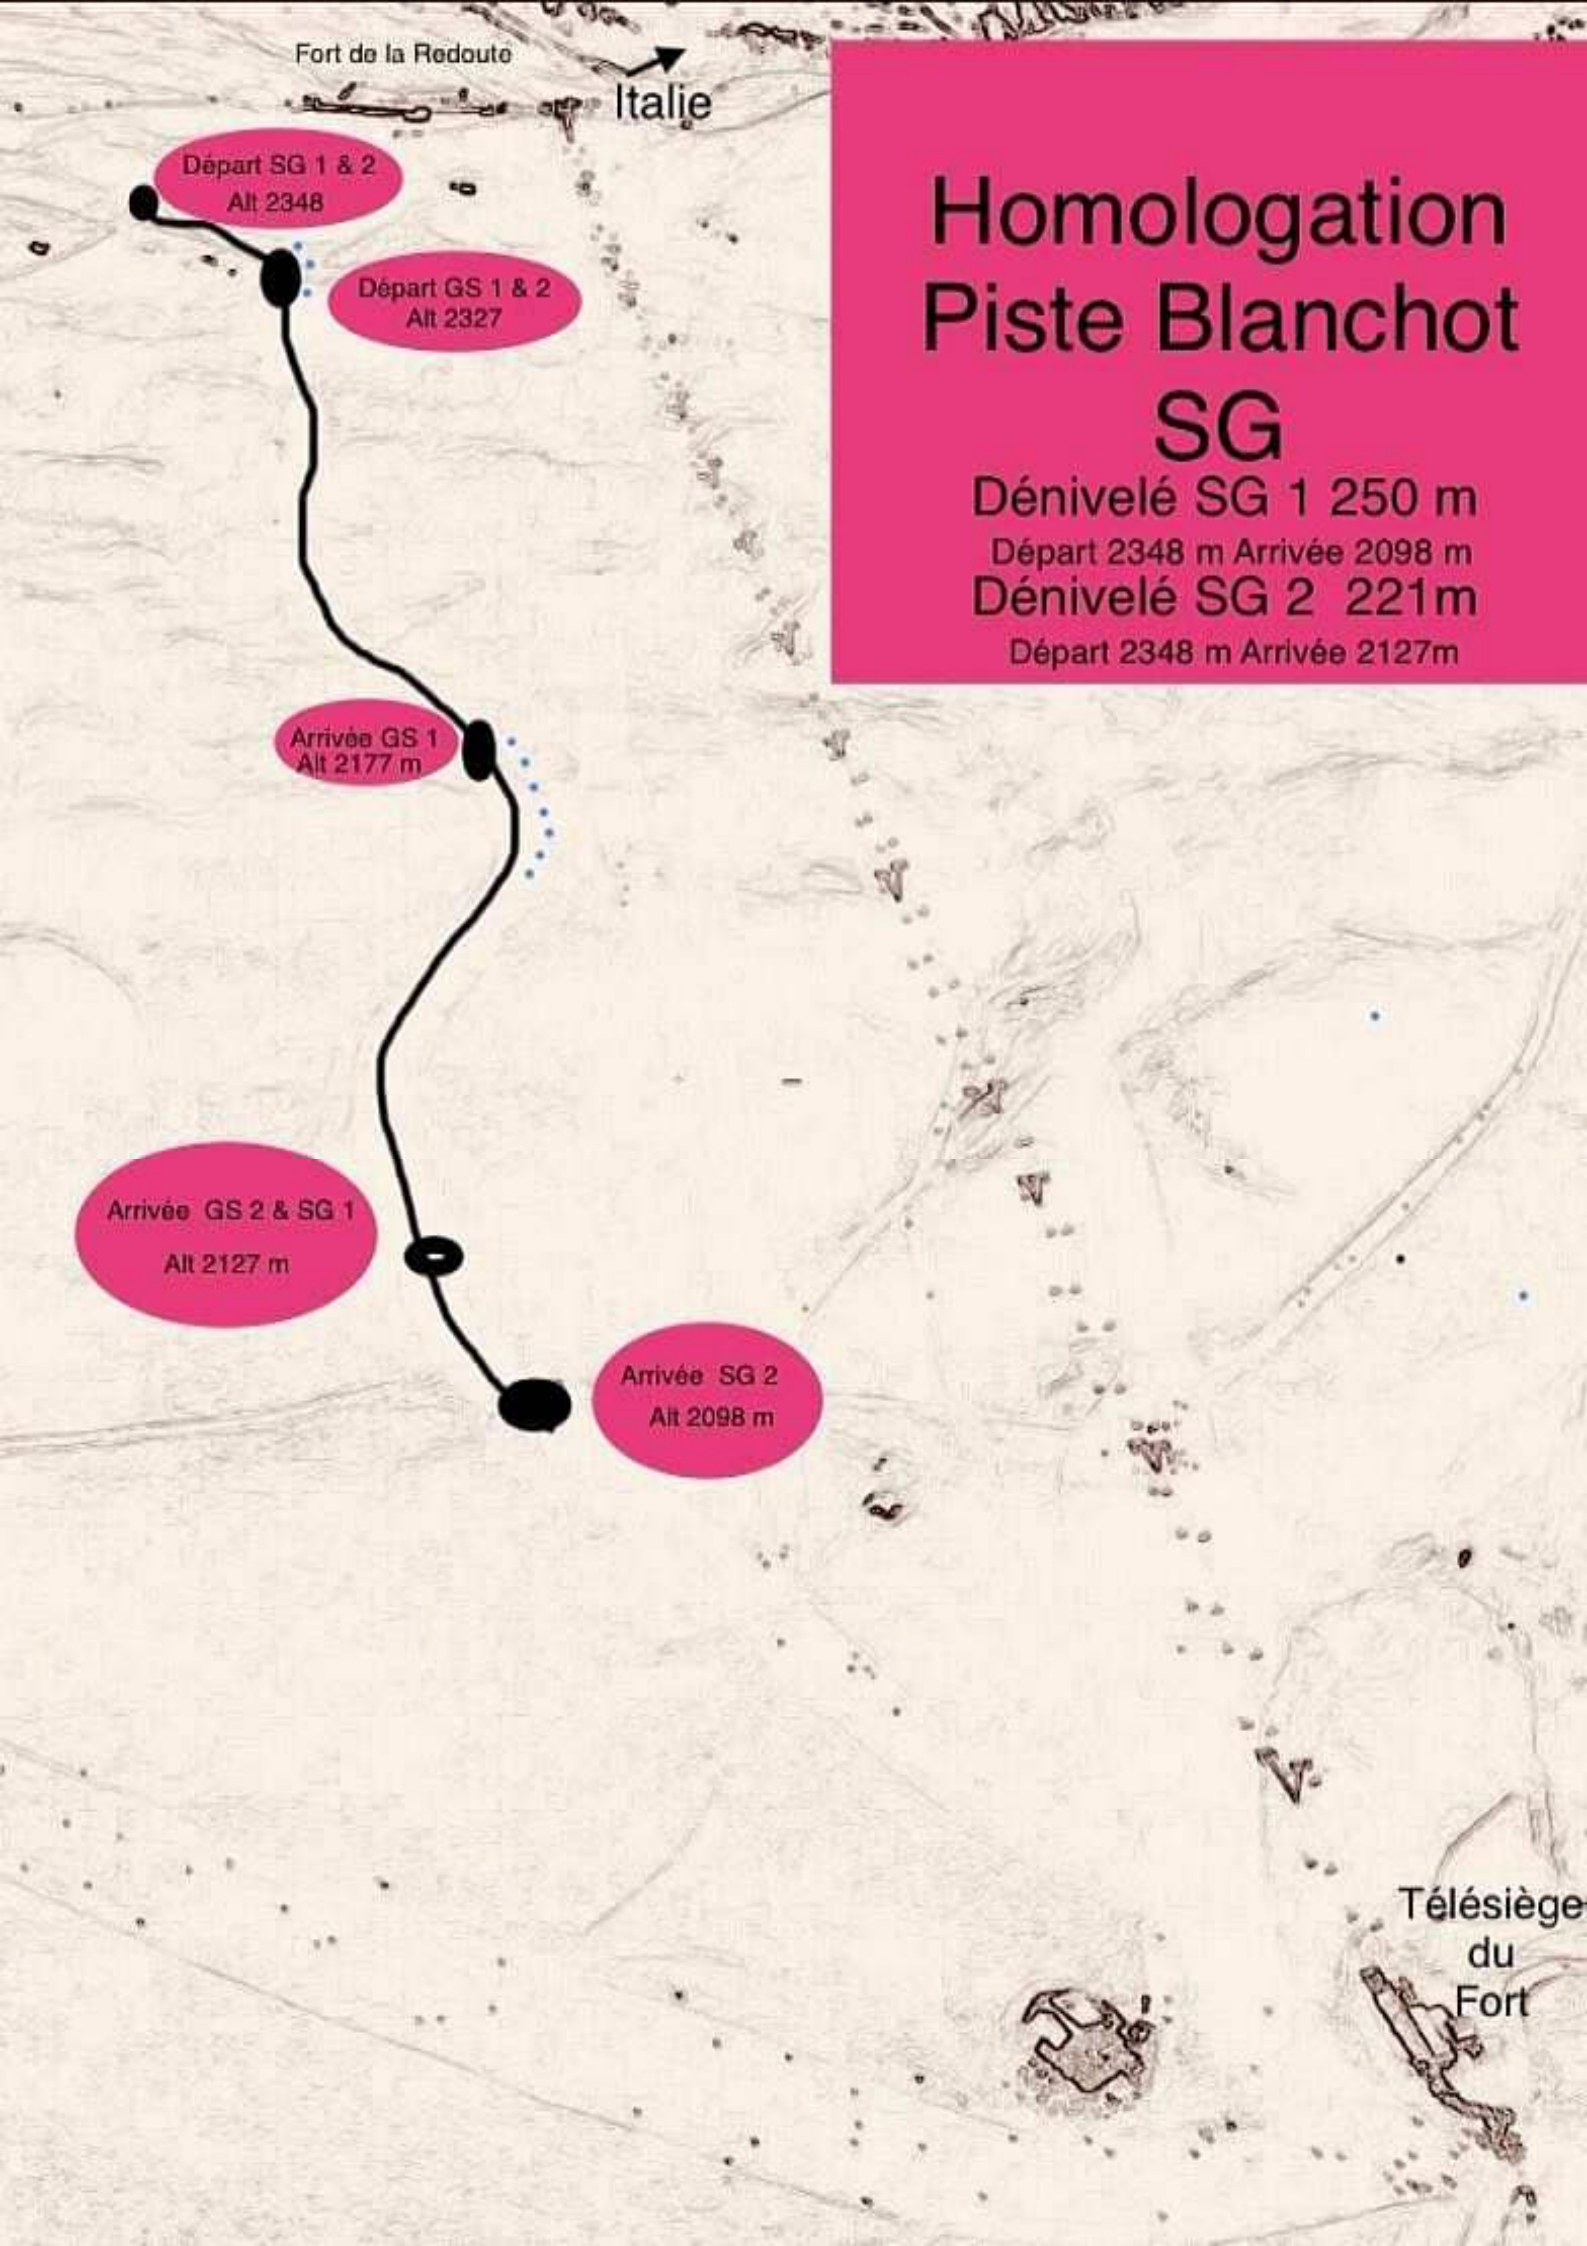 Fort de la Redoute
Italie
Départ SG 1 & 2
Alt 2348
Départ GS 1 & 2
Alt 2327
Homologation
Piste Blanchot
SG
Dénivelé SG 1 250 m
Départ 2348 m Arrivée 2098 m
Dénivelé SG 2 221m
Départ 2348 m Arrivée 2127m
Arrivée GS 1
Alt 2177 m
Arrivée GS 2 & SG 1
Alt 2127 m
Arrivée SG 2
Alt 2098 m
Télésiège
du
Fort